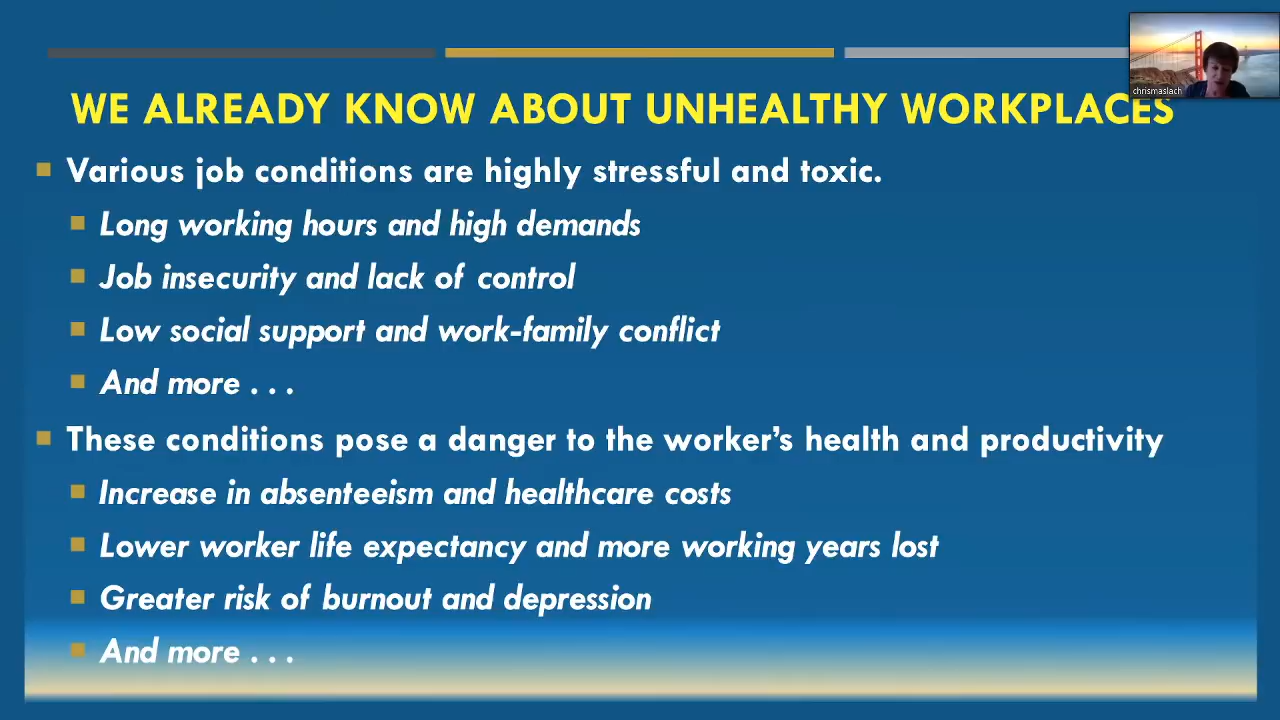 chrismaslach
WE ALREADY KNOW ABOUT UNHEALTHY WORKPLACES
Various job conditions are highly stressful and toxic.
Long working hours and high demands
Job insecurity and lack of control
Low social support and work-family conflict
And more . . .
These conditions pose a danger to the worker’s health and productivity
Increase in absenteeism and healthcare costs
Lower worker life expectancy and more working years lost
Greater risk of burnout and depression
And more . . .